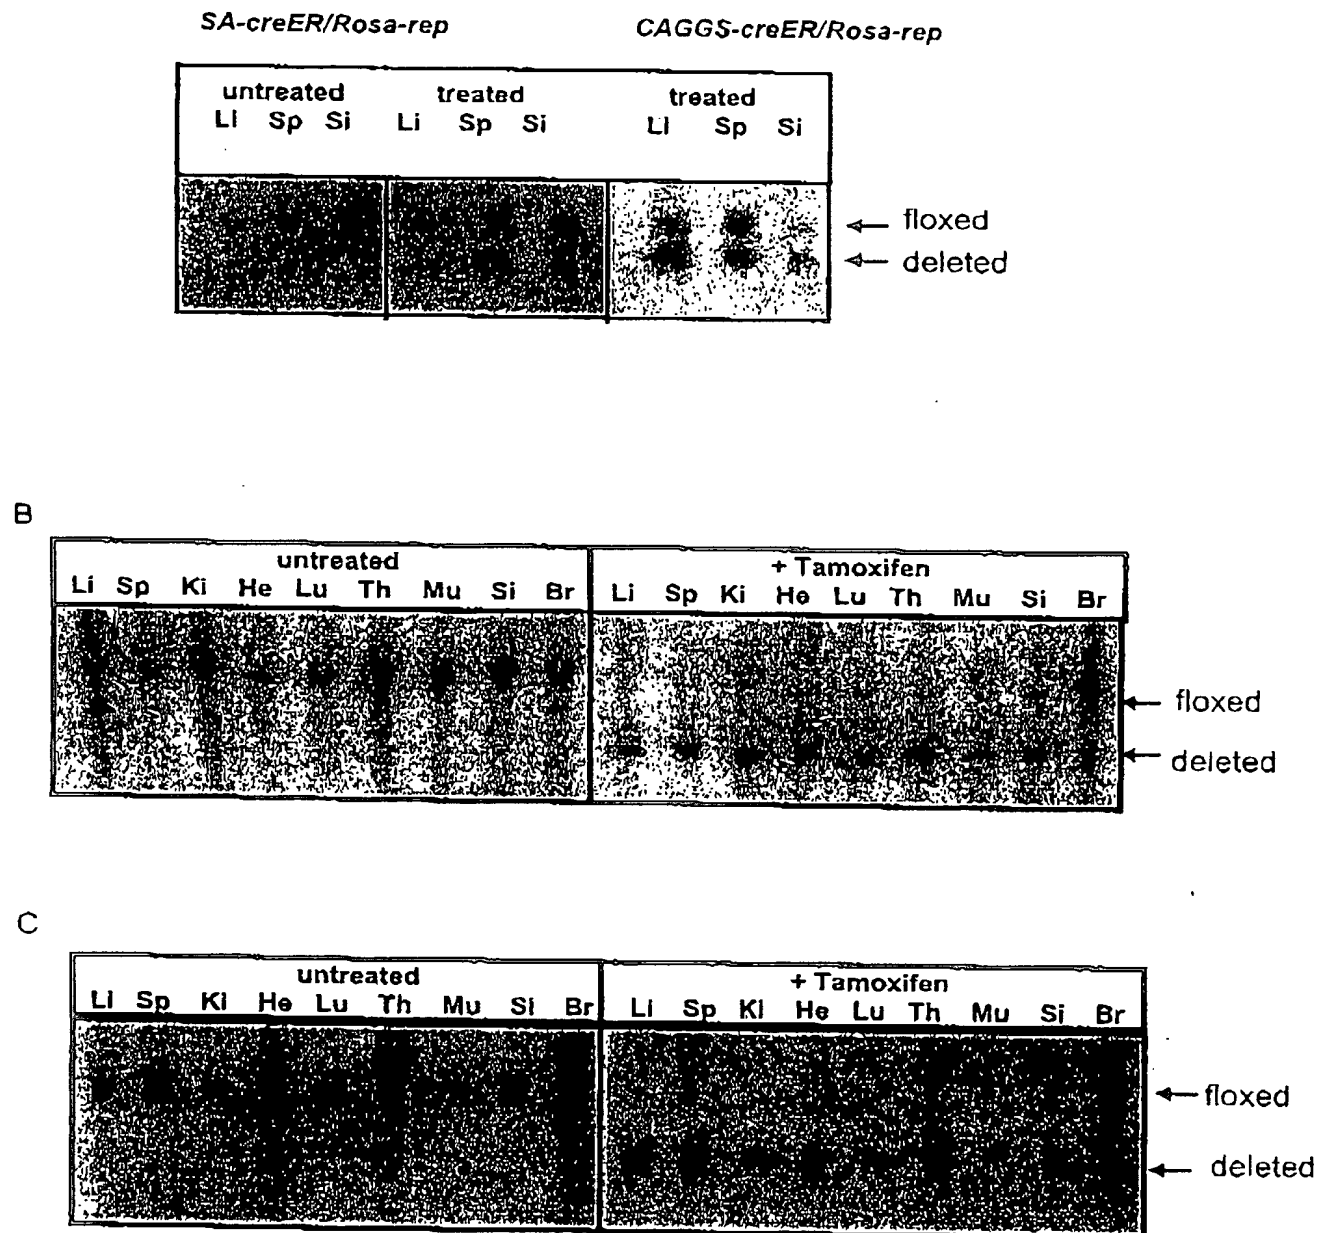 SA-creER/Rosa-rep CAGGS-creER/Rosa-rep
untreated treated treated
Li Sp Si Li Sp Si Li Sp Si
floxed
deleted
B
untreated + Tamoxifen
Li Sp Ki He Lu Th Mu Si Br Li Sp Ki He Lu Th Mu Si Br
floxed
deleted
C
untreated + Tamoxifen
Li Sp Ki He Lu Th Mu Si Br Li Sp Ki He Lu Th Mu Si Br
floxed
deleted